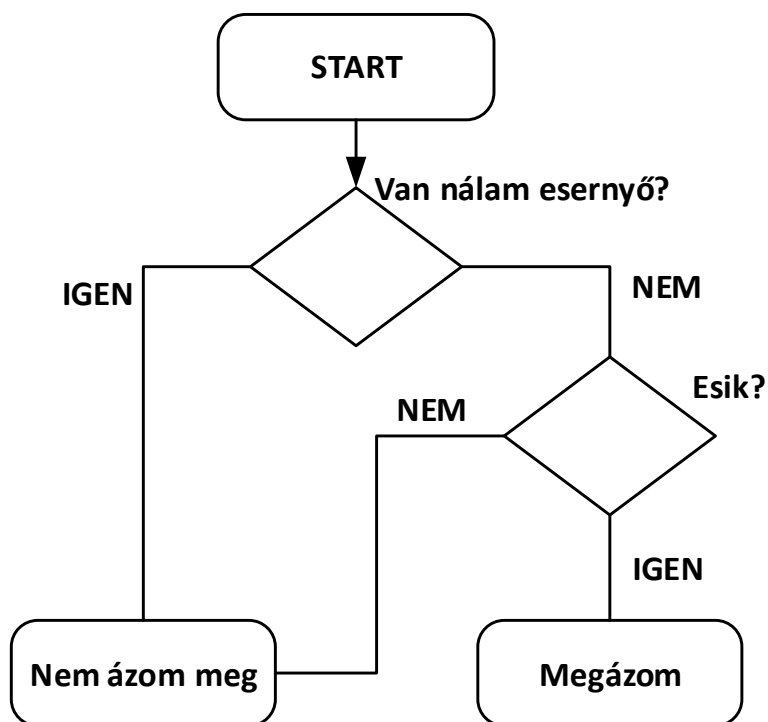 START
Van nálam esernyő?
IGEN
NEM
Esik?
NEM
IGEN
Nem ázom meg
Megázom